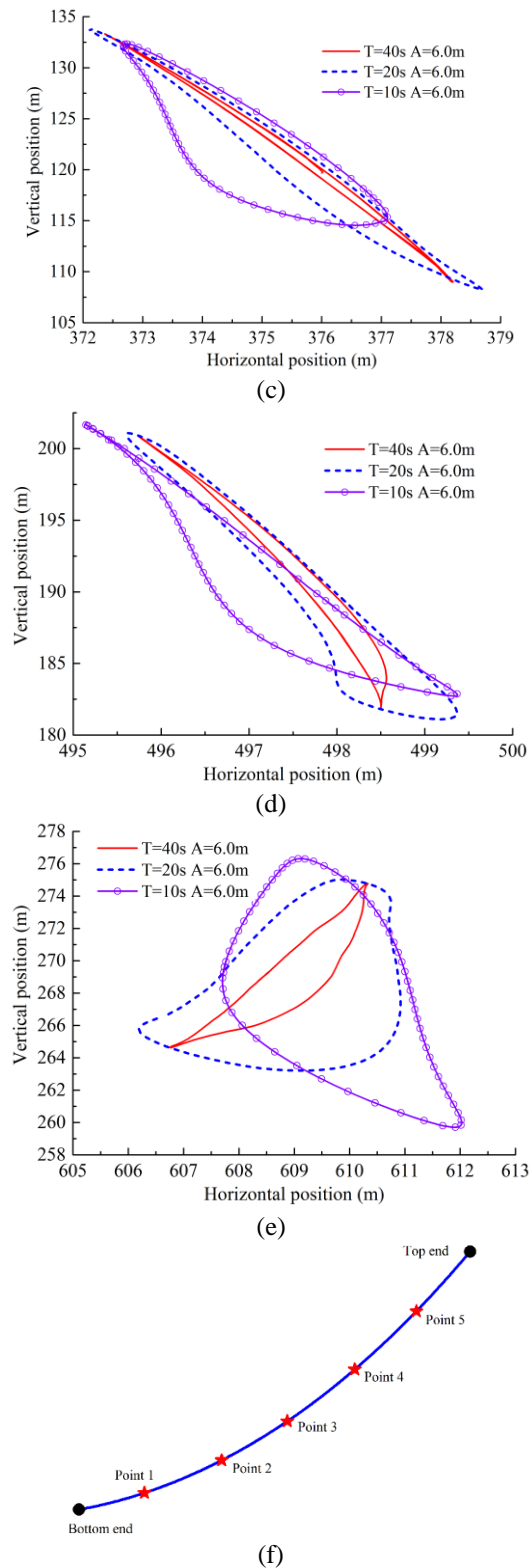 135
130
125
120
115
110
105
Vertical position (m)
T=40s A=6.0m
T=20s A=6.0m
T=10s A=6.0m
372 373 374 375 376 377 378 379
Horizontal position (m)
(c)
200
195
190
185
180
Vertical position (m)
T=40s A=6.0m
T=20s A=6.0m
T=10s A=6.0m
495 496 497 498 499 500
Horizontal position (m)
(d)
278
276
274
272
270
268
266
264
262
260
258
Vertical position (m)
T=40s A=6.0m
T=20s A=6.0m
T=10s A=6.0m
605 606 607 608 609 610 611 612 613
Horizontal position (m)
(e)
Top end
Point 5
Point 4
Point 3
Point 2
Point 1
Bottom end
(f)